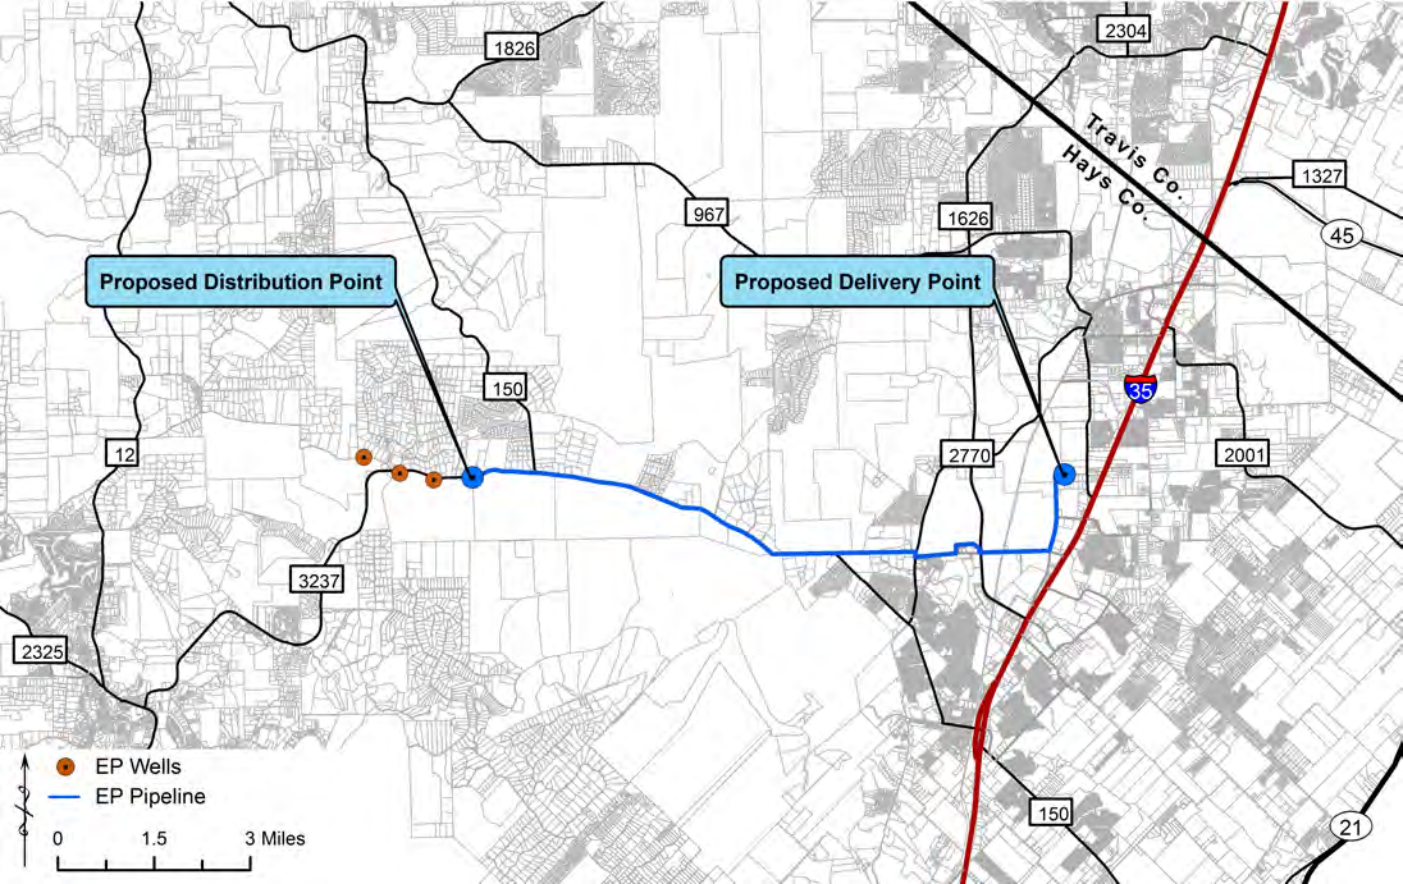 2304
1826
Travis Co.
Hays Co.
1327
967
1626
45
Proposed Distribution Point
Proposed Delivery Point
150
35
12
2770
2001
3237
2325
EP Wells
EP Pipeline
0 1.5 3 Miles
150
21